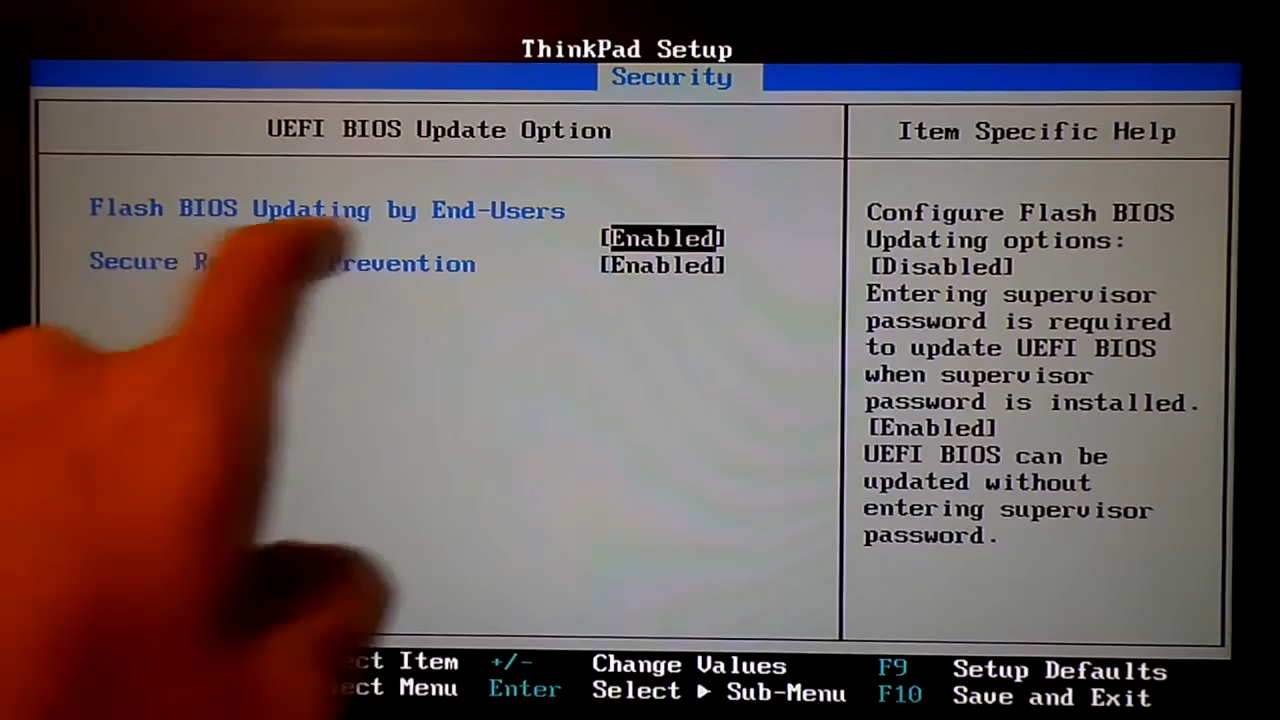 ThinkPad Setup
Security
UEFI BIOS Update Option
Item Specific Help
Flash BIOS Updating by End-Users
[Enabled]
Secure Prevention [Enabled]
Configure Flash BIOS
Updating options:
[Disabled]
Entering supervisor
password is required
to update UEFI BIOS
when supervisor
password is installed.
[Enabled]
UEFI BIOS can be
updated without
entering supervisor
password.
Item +/- Change Values F9 Setup Defaults
Menu Enter Select ▶ Sub-Menu F10 Save and Exit